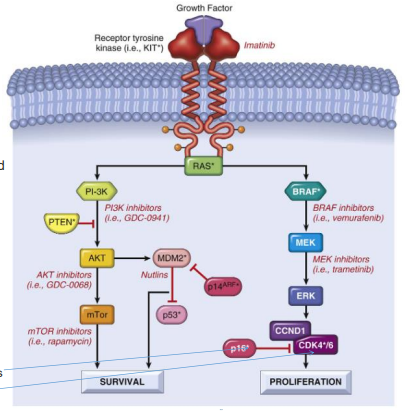 Growth Factor
Receptor tyrosine
kinase (i.e., KIT*)
Imatinib
RAS*
PI-3K
BRAF*
PI3K inhibitors
(i.e., GDC-0941)
BRAF inhibitors
(i.e., vemurafenib)
PTEN*
MEK
AKT
MDM2*
MEK inhibitors
(i.e., trametinib)
AKT inhibitors
(i.e., GDC-0068)
Nutlins
p14ARF*
ERK
mTor
p53*
mTOR inhibitors
(i.e., rapamycin)
CCND1
p16*
CDK4*/6
SURVIVAL
PROLIFERATION